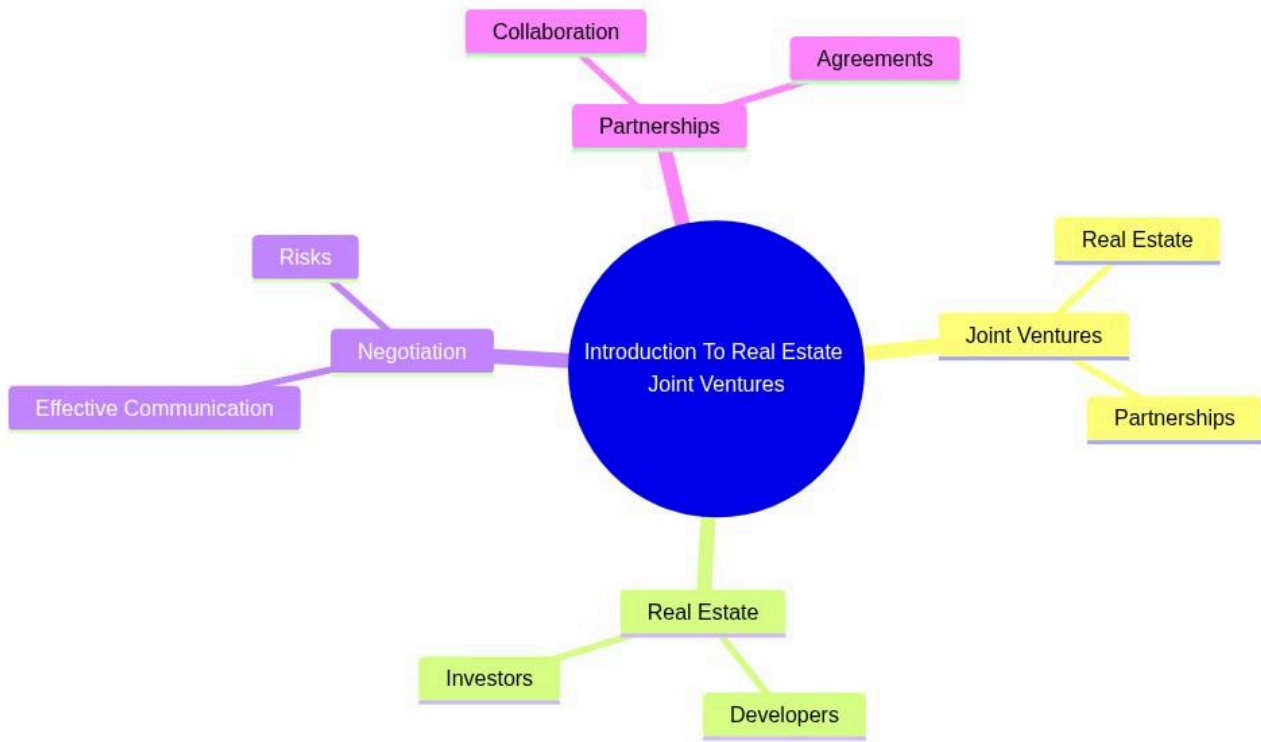 Collaboration
Agreements
Partnerships
Real Estate
Risks
Joint Ventures
Negotiation
Introduction To Real Estate
Joint Ventures
Effective Communication
Partnerships
Real Estate
Investors
Developers